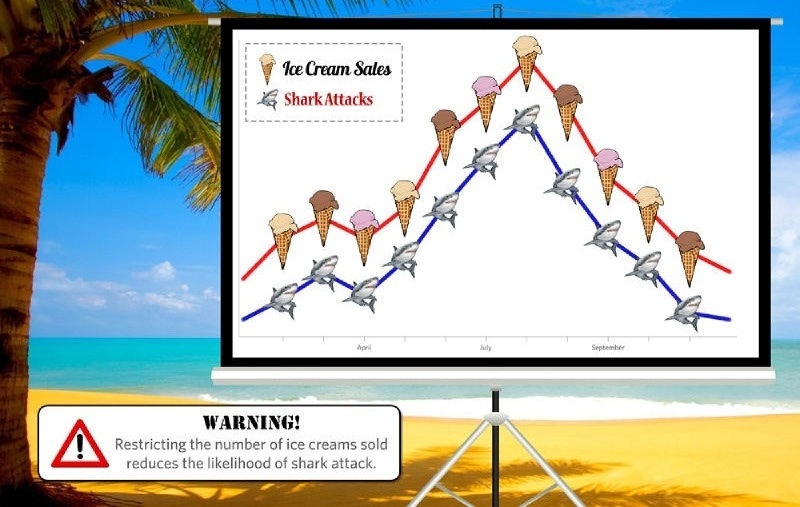 Ice Cream Sales
Shark Attacks
April
July
September
WARNING!
Restricting the number of ice creams sold
reduces the likelihood of shark attack.